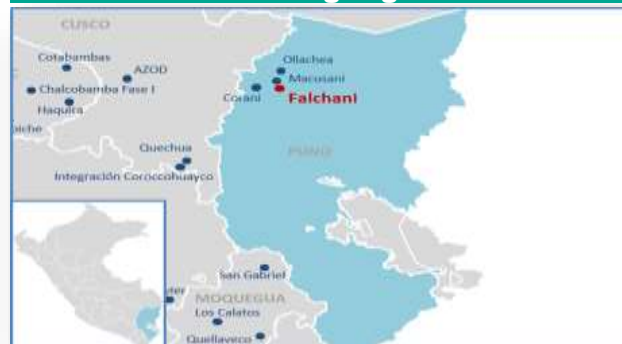 CUSCO
Cotabambas
AZOD
Chalcobamba Fase I
Haquira
Ollachea
Macusani
Corani
Falchani
Quechua
PUNO
Integración Coroccohuayco
San Gabriel
MOQUEGUA
Los Calatos
Quellaveco